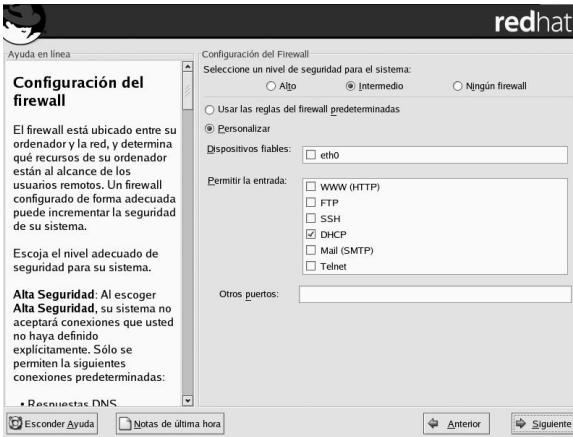 redhat
Ayuda en línea
Configuración del
firewall
El firewall está ubicado entre su
ordenador y la red, y determina
qué recursos de su ordenador
están al alcance de los
usuarios remotos. Un firewall
configurado de forma adecuada
puede incrementar la seguridad
de su sistema.
Escoja el nivel adecuado de
seguridad para su sistema.
Alta Seguridad: Al escoger
Alta Seguridad, su sistema no
aceptará conexiones que usted
no haya definido
explícitamente. Sólo se
permiten la siguientes
conexiones predeterminadas:
• Respuestas DNS
Configuración del Firewall
Seleccione un nivel de seguridad para el sistema:
Alto
Intermedio
Ningún firewall
Usar las reglas del firewall predeterminadas
Personalizar
Dispositivos fiables:
eth0
Permitir la entrada:
WWW (HTTP)
FTP
SSH
DHCP
Mail (SMTP)
Telnet
Otros puertos:
Esconder Ayuda
Notas de última hora
Anterior
Siguiente